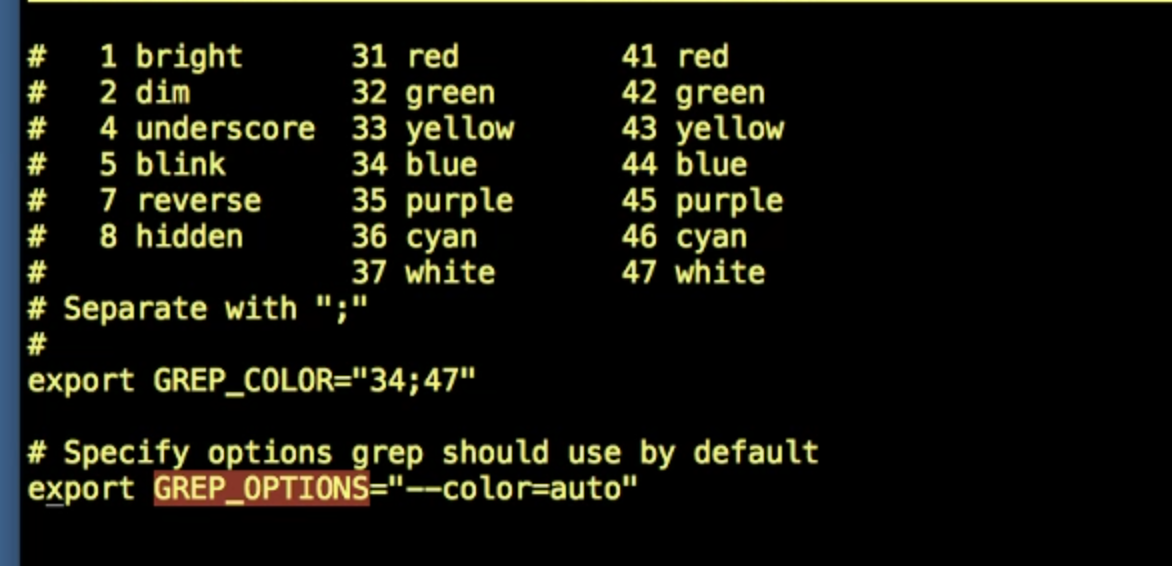 #   1 bright      31 red         41 red
#   2 dim         32 green       42 green
#   4 underscore  33 yellow      43 yellow
#   5 blink       34 blue        44 blue
#   7 reverse     35 purple      45 purple
#   8 hidden      36 cyan        46 cyan
#                 37 white       47 white
# Separate with ";"
#
export GREP_COLOR="34;47"
# Specify options grep should use by default
export GREP_OPTIONS="--color=auto"